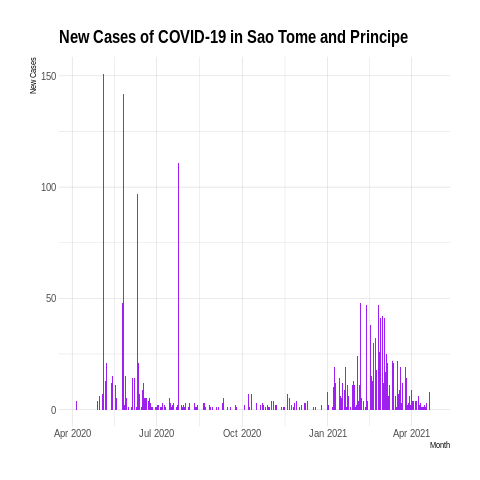 New Cases of COVID-19 in Sao Tome and Principe
New Cases
150
100
50
0
Apr 2020 Jul 2020 Oct 2020 Jan 2021 Apr 2021
Month